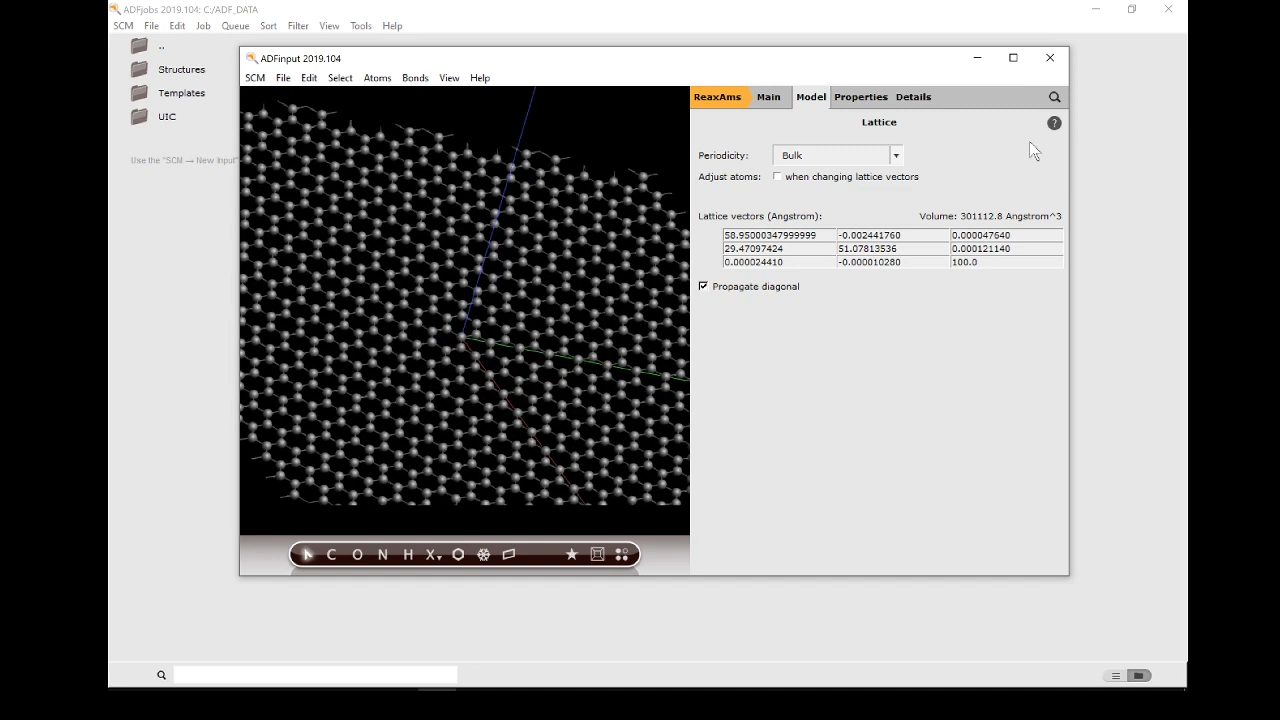 ADFjobs 2019.104: C:/ADF_DATA
SCM File Edit Job Queue Sort Filter View Tools Help
..
Structures
Templates
UIC
Use the "SCM → New Input"
ADFinput 2019.104
SCM File Edit Select Atoms Bonds View Help
ReaxAms Main Model Properties Details
Lattice
?
Periodicity: Bulk
Adjust atoms: when changing lattice vectors
Lattice vectors (Angstrom): Volume: 301112.8 Angstrom^3
58.95000347999999 -0.002441760 0.000047640
29.47097424 51.07813536 0.000121140
0.000024410 -0.000010280 100.0
Propagate diagonal
C O N H X